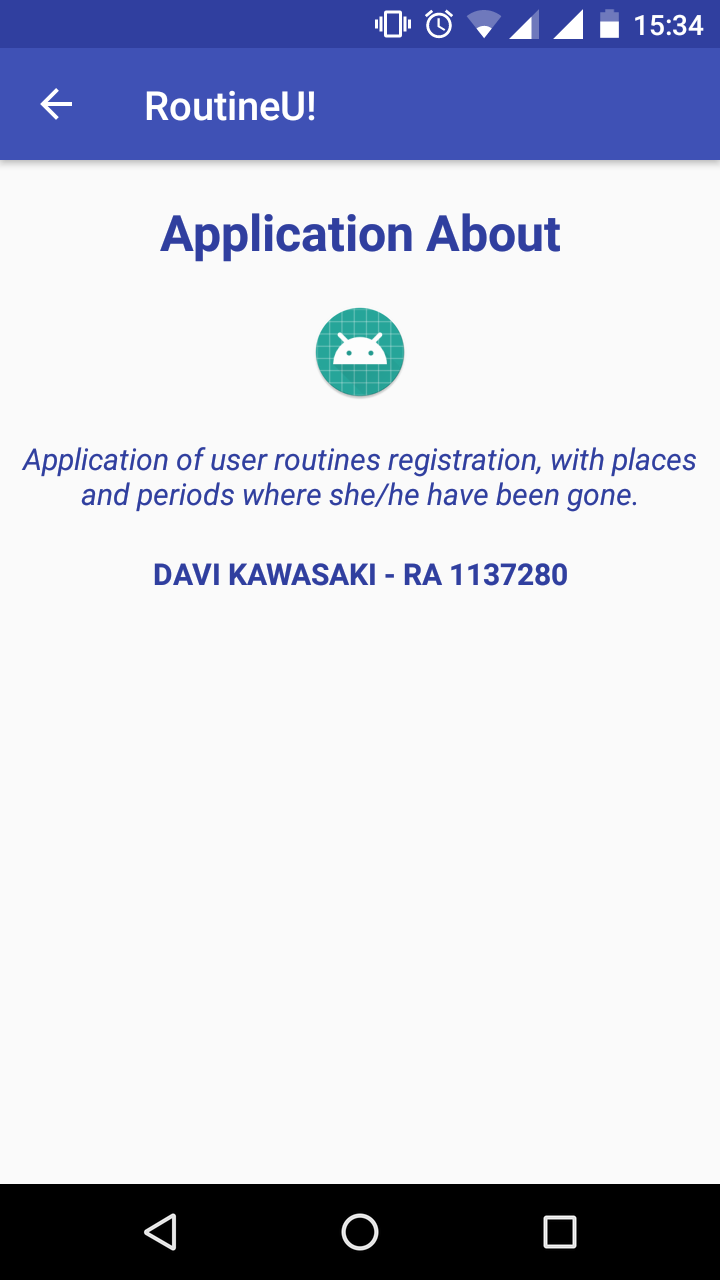 15:34
RoutineU!
Application About
Application of user routines registration, with places
and periods where she/he have been gone.
DAVI KAWASAKI - RA 1137280